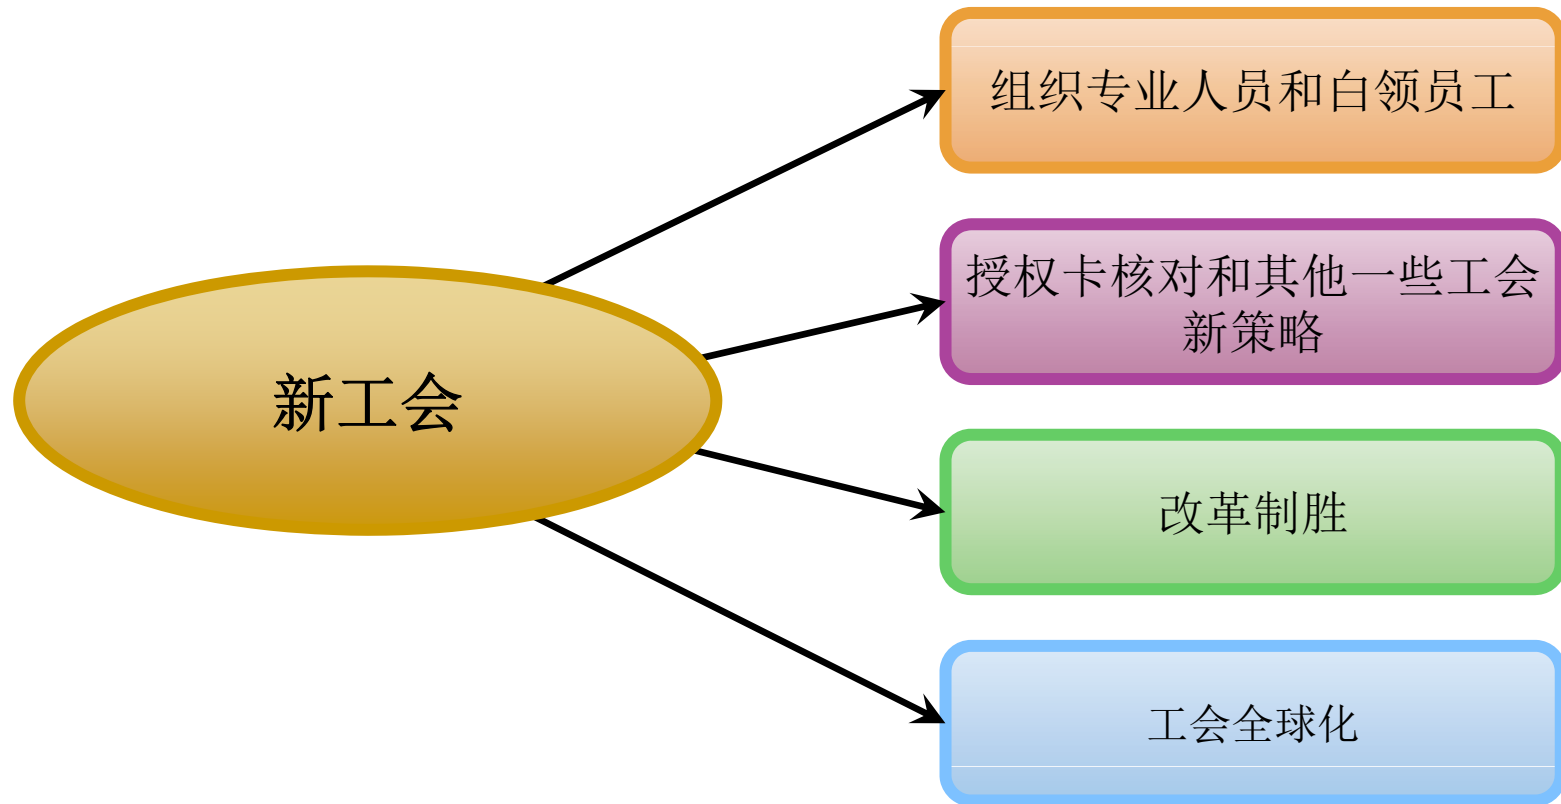 组织专业人员和白领员工
授权卡核对和其他一些工会
新策略
新工会
改革制胜
工会全球化